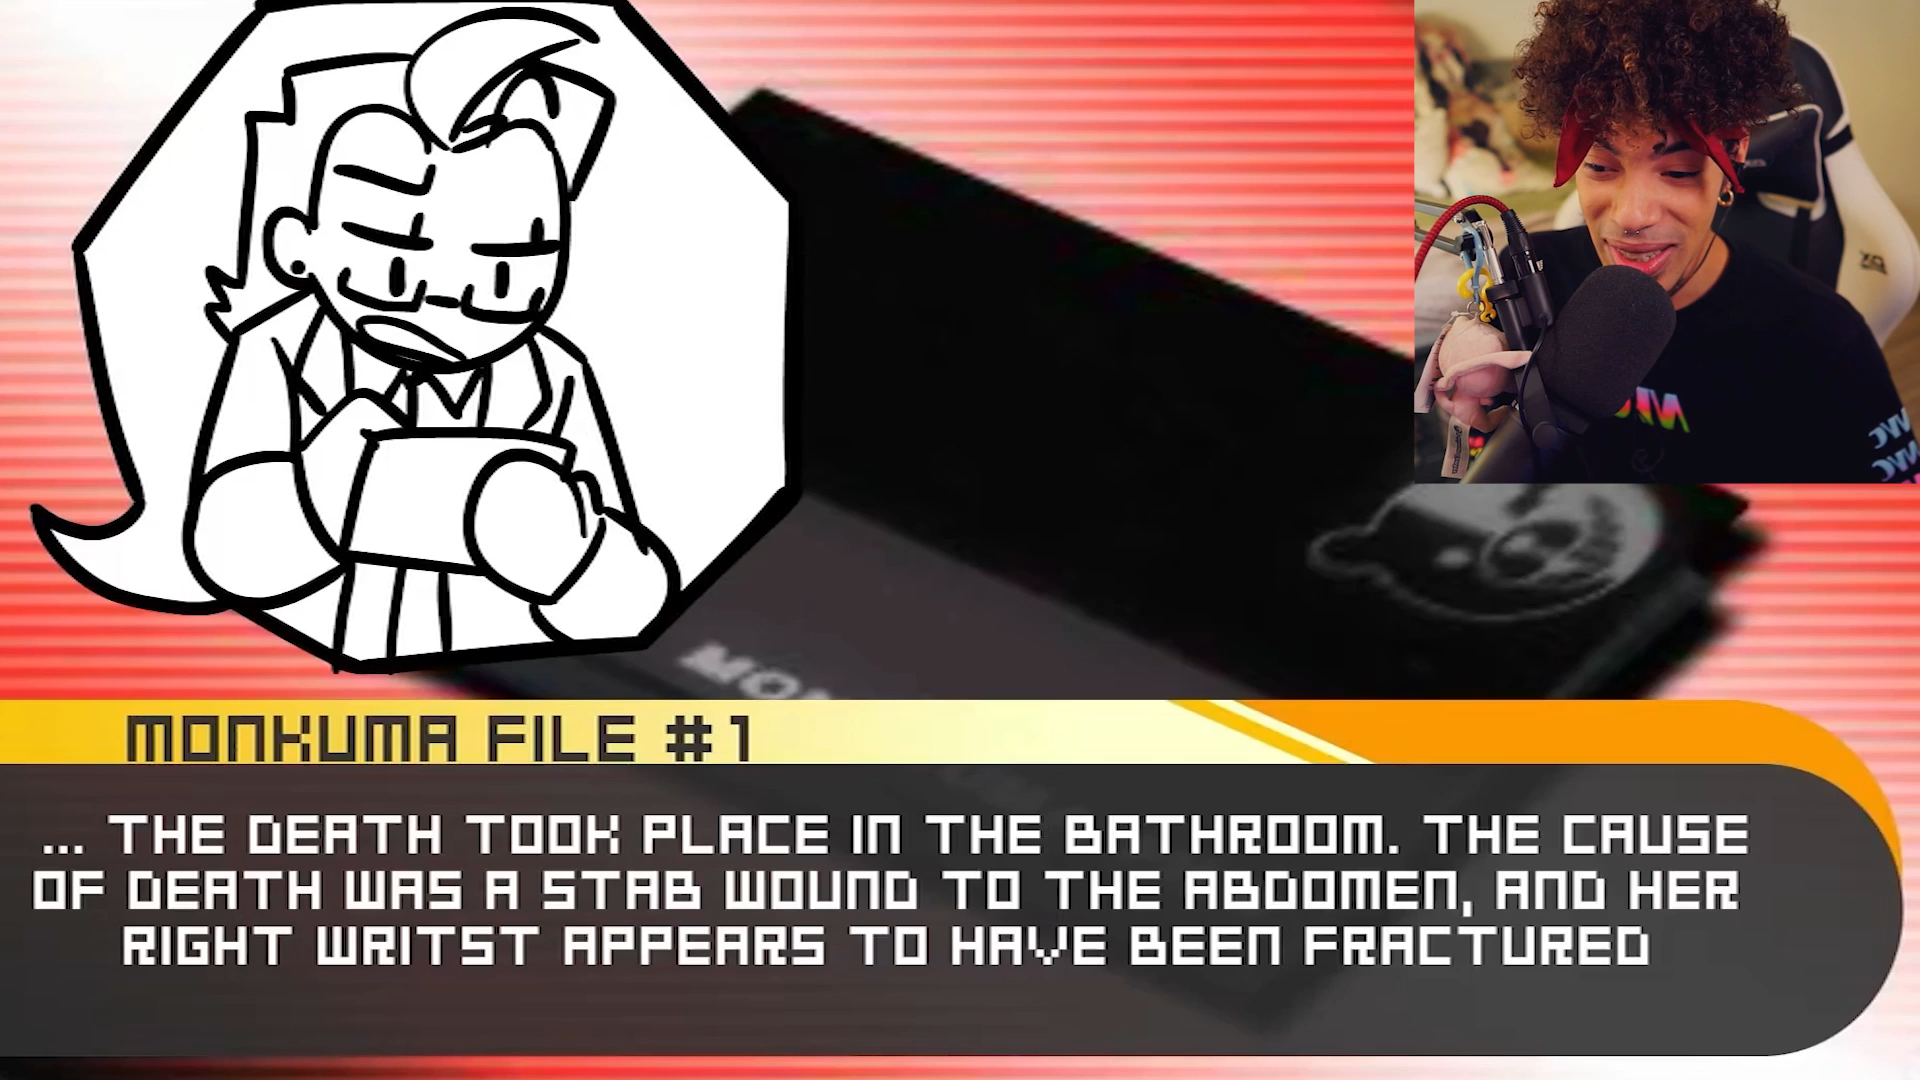 MON
MONKUMA FILE #1
... THE DEATH TOOK PLACE IN THE BATHROOM. THE CAUSE
OF DEATH WAS A STAB WOUND TO THE ABDOMEN, AND HER
RIGHT WRITST APPEARS TO HAVE BEEN FRACTURED